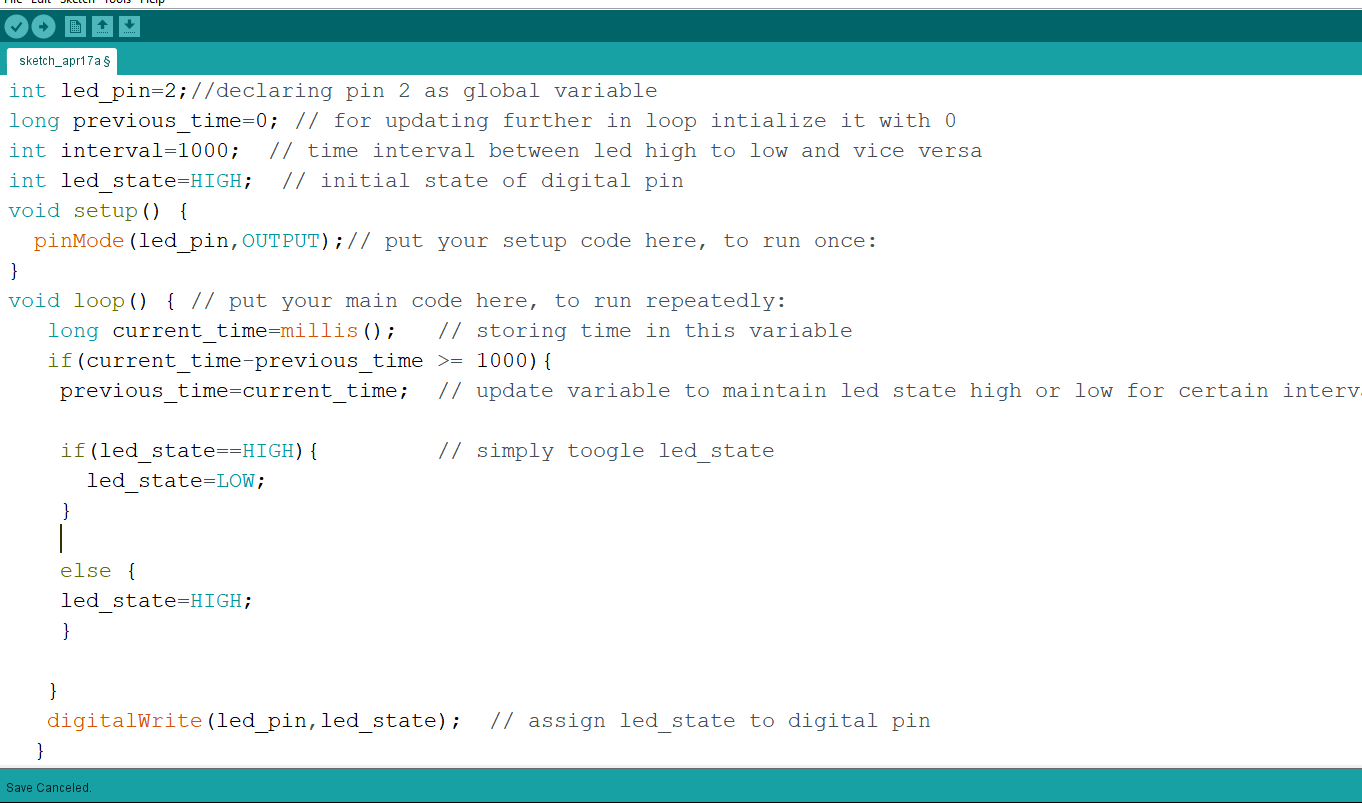 File Edit Sketch Tools Help
sketch_apr17a §
int led_pin=2;//declaring pin 2 as global variable
long previous_time=0; // for updating further in loop intialize it with 0
int interval=1000;  // time interval between led high to low and vice versa
int led_state=HIGH;  // initial state of digital pin
void setup() {
  pinMode(led_pin,OUTPUT);// put your setup code here, to run once:
}
void loop() { // put your main code here, to run repeatedly:
   long current_time=millis();   // storing time in this variable
   if(current_time-previous_time >= 1000){
    previous_time=current_time;  // update variable to maintain led state high or low for certain
    if(led_state==HIGH){         // simply toogle led_state
      led_state=LOW;
    }
    else {
    led_state=HIGH;
    }
   }
   digitalWrite(led_pin,led_state);  // assign led_state to digital pin
  }
Save Canceled.